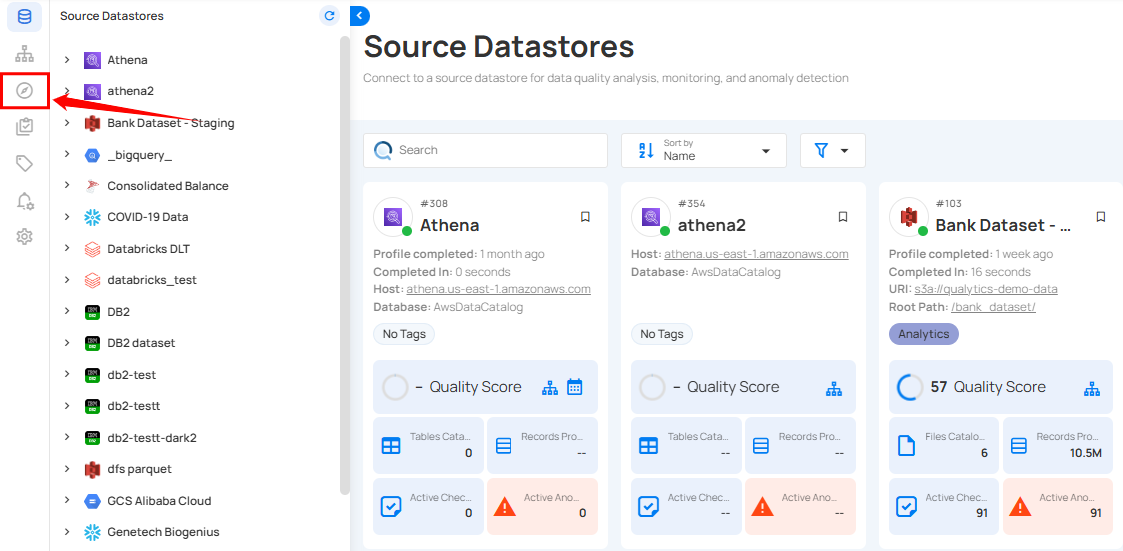 Source Datastores
Athena
athena2
Bank Dataset - Staging
_bigquery_
Consolidated Balance
COVID-19 Data
Databricks DLT
databricks_test
DB2
DB2 dataset
db2-test
db2-testt
db2-testt-dark2
dfs parquet
GCS Alibaba Cloud
Genetech Biogenius
Source Datastores
Connect to a source datastore for data quality analysis, monitoring, and anomaly detection
Search
Sort by
Name
#308
Athena
Profile completed: 1 month ago
Completed In: 0 seconds
Host: athena.us-east-1.amazonaws.com
Database: AwsDataCatalog
No Tags
– Quality Score
Tables Cata...
0
Records Pro...
--
Active Chec...
0
Active Ano...
0
#354
athena2
Host: athena.us-east-1.amazonaws.com
Database: AwsDataCatalog
No Tags
– Quality Score
Tables Cata...
--
Records Pro...
--
Active Chec...
--
Active Ano...
--
#103
Bank Dataset - ...
Profile completed: 1 week ago
Completed In: 16 seconds
URI: s3a://qualytics-demo-data
Root Path: /bank_dataset/
Analytics
57 Quality Score
Files Catalo...
6
Records Pro...
10.5M
Active Chec...
91
Active Ano...
91